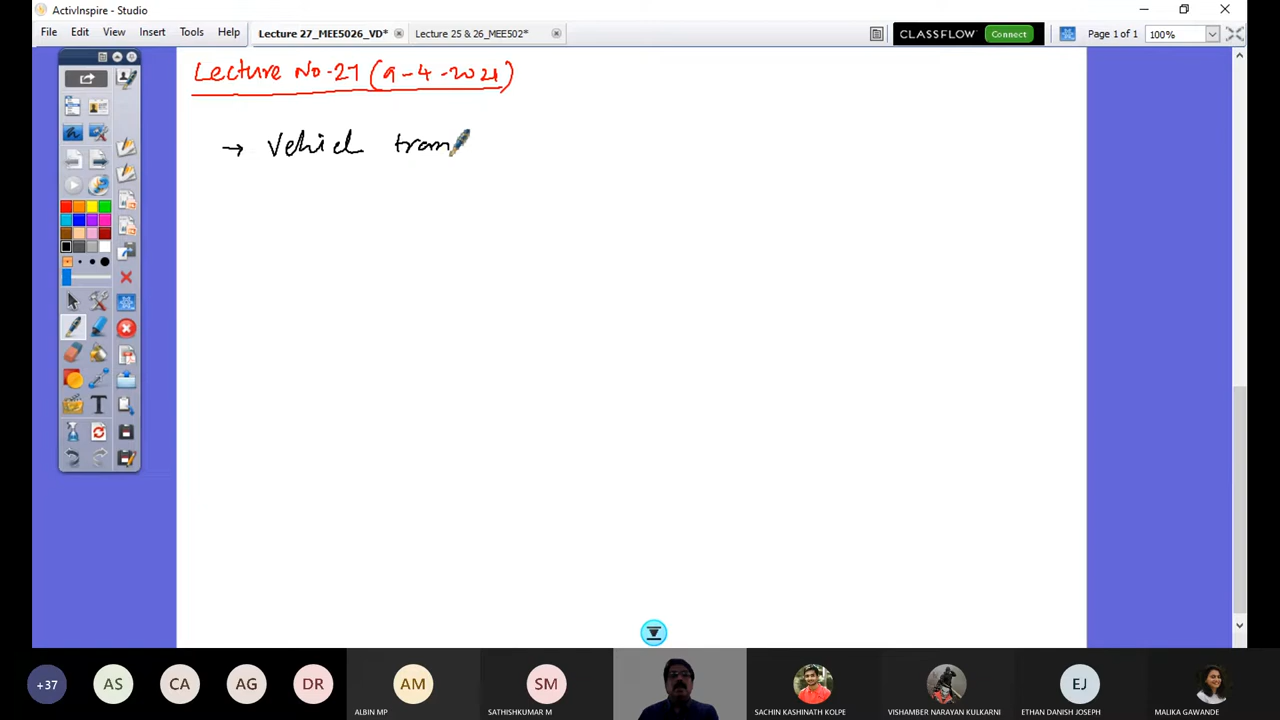 ActivInspire - Studio
File Edit View Insert Tools Help
Lecture 27_MEE5026_VD*
Lecture 25 & 26_MEE502*
CLASSFLOW Connect
Page 1 of 1
100%
Lecture No-27 (9-4-2021)
→ Vehicl tran
+37
AS
CA
AG
DR
AM
SM
EJ
ALBIN MP
SATHISHKUMAR M
SACHIN KASHINATH KOLPE
VISHAMBER NARAYAN KULKARNI
ETHAN DANISH JOSEPH
MALIKA GAWANDE